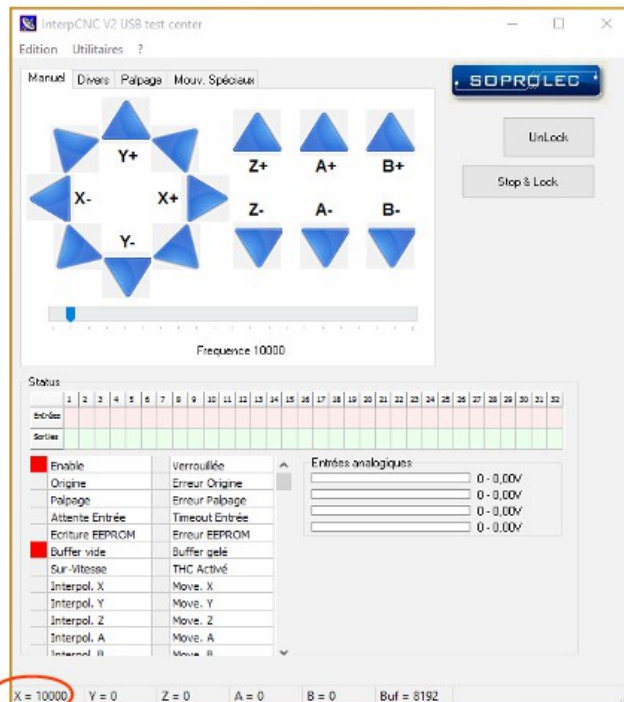 InterpCNC V2 USB test center
Edition Utilitaires ?
Manuel Divers Palpage Mouv. Spéciaux
SOPROLEC
Y+
X- X+
Y-
Z+ A+ B+
Z- A- B-
UnLock
Stop & Lock
Frequence 10000
Status
1 2 3 4 5 6 7 8 9 10 11 12 13 14 15 16 17 18 19 20 21 22 23 24 25 26 27 28 29 30 31 32
Entrées
Sorties
Enable Verrouillée
Origine Erreur Origine
Palpage Erreur Palpage
Attente Entrée Timeout Entrée
Ecriture EEPROM Erreur EEPROM
Buffer vide Buffer gelé
Sur-Vitesse THC Activé
Interpol. X Move. X
Interpol. Y Move. Y
Interpol. Z Move. Z
Interpol. A Move. A
Interpol. B Move. B
Entrées analogiques
0 - 0,00V
0 - 0,00V
0 - 0,00V
0 - 0,00V
X = 10000 Y = 0 Z = 0 A = 0 B = 0 Buf = 8192